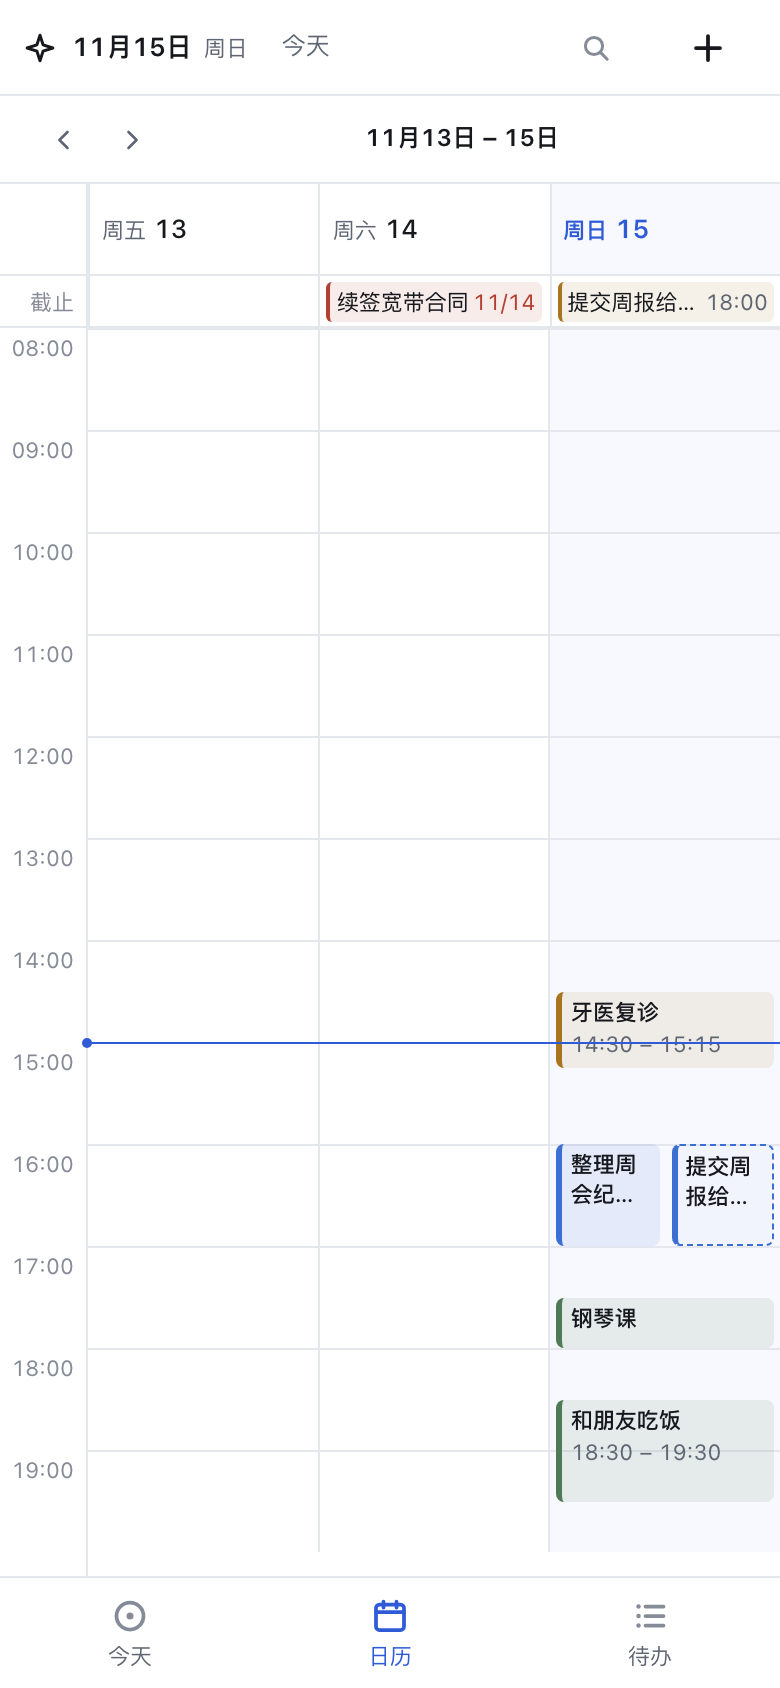 11月15日 周日 今天
11月13日 – 15日
周五 13 周六 14 周日 15
截止 续签宽带合同 11/14 提交周报给... 18:00
08:00
09:00
10:00
11:00
12:00
13:00
14:00
牙医复诊
14:30 – 15:15
15:00
16:00
整理周
会纪...
提交周
报给...
17:00
钢琴课
18:00
和朋友吃饭
18:30 – 19:30
19:00
今天 日历 待办